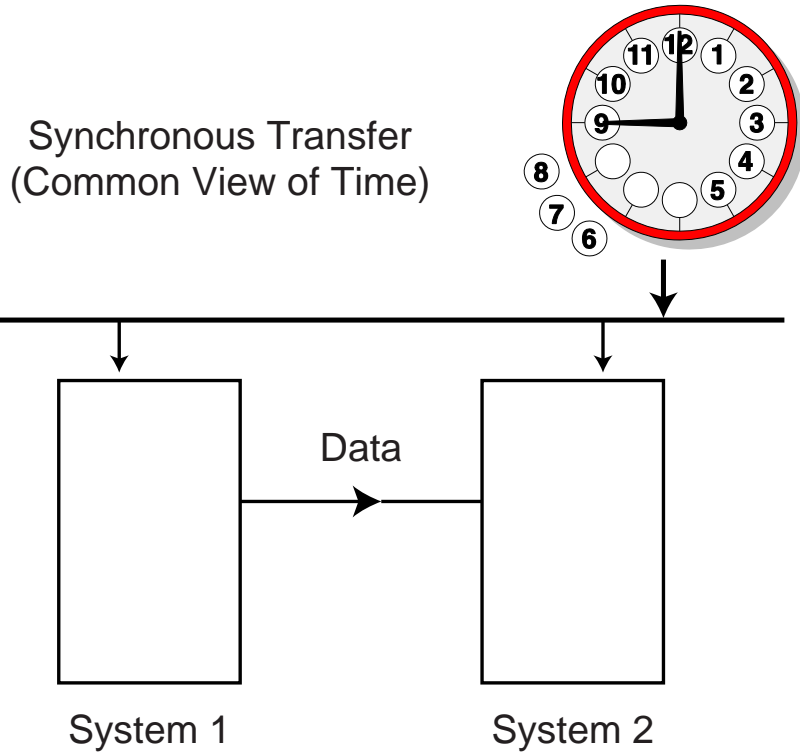 Synchronous Transfer
(Common View of Time)
12
1
2
3
4
5
6
7
8
9
10
11
Data
System 1
System 2